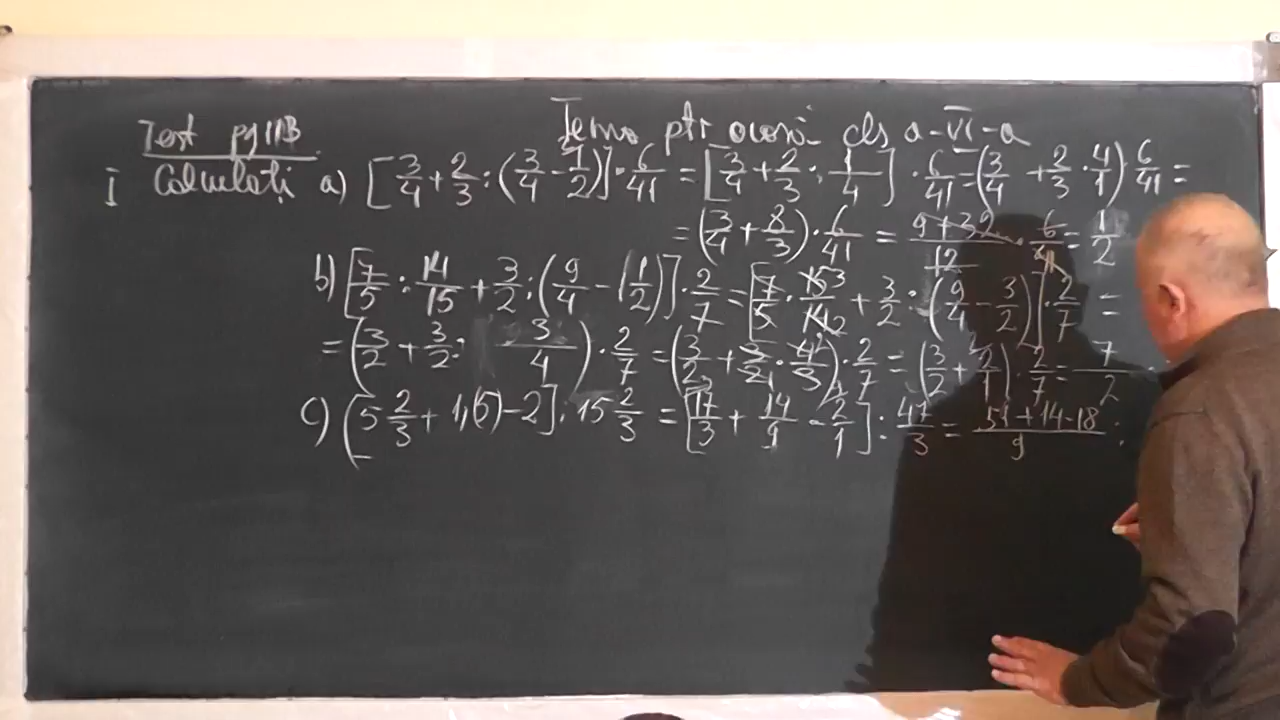 Temă ptr acasă cls a-VI-a
Test pg 113
I Calculați a) [3/4 + 2/3 : (3/4 - 1/2)] · 6/41 = [3/4 + 2/3 : 1/4] · 6/41 = (3/4 + 2/3 · 4/1) 6/41 =
= (3/4 + 8/3) · 6/41 = 9+32/12 · 6/41 = 1/2
b) [7/5 : 14/15 + 3/2 : (9/4 - 1 1/2)] · 2/7 = [7/5 · 15/14 + 3/2 : (9/4 - 3/2)] · 2/7 =
= (3/2 + 3/2 : 3/4) · 2/7 = (3/2 + 3/2 · 4/3) · 2/7 = (3/2 + 2/1) · 2/7 = 7/2 ·
c) [5 2/3 + 1,(5) - 2] : 15 2/3 = [17/3 + 14/9 - 2/1] : 47/3 = 51+14-18/9 :